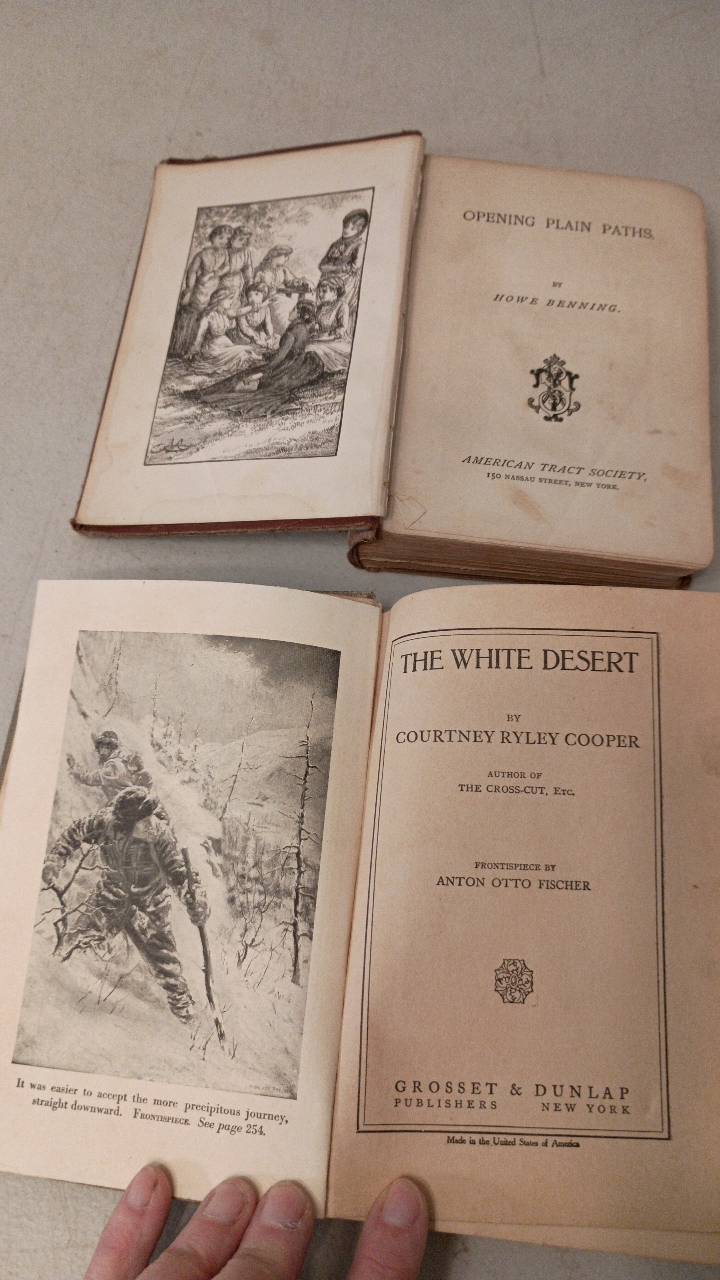 OPENING PLAIN PATHS.
BY
HOWE BENNING.
AMERICAN TRACT SOCIETY,
150 NASSAU STREET, NEW YORK.
It was easier to accept the more precipitous journey,
straight downward. FRONTISPIECE. See page 254.
THE WHITE DESERT
BY
COURTNEY RYLEY COOPER
AUTHOR OF
THE CROSS-CUT, ETC.
FRONTISPIECE BY
ANTON OTTO FISCHER
GROSSET & DUNLAP
PUBLISHERS NEW YORK
Made in the United States of America